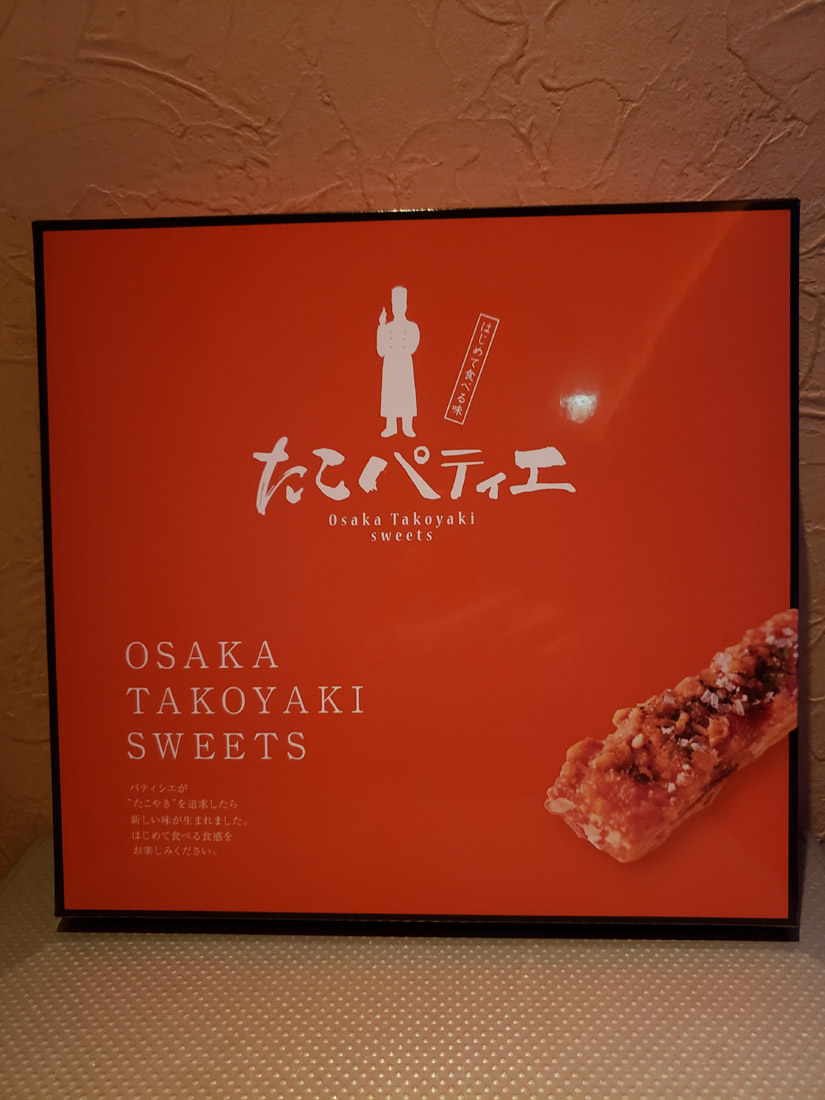 はじめて食べる味
たこパティエ
Osaka Takoyaki
sweets
OSAKA
TAKOYAKI
SWEETS
パティシエが
"たこやき"を追求したら
新しい味が生まれました。
はじめて食べる食感を
お楽しみください。